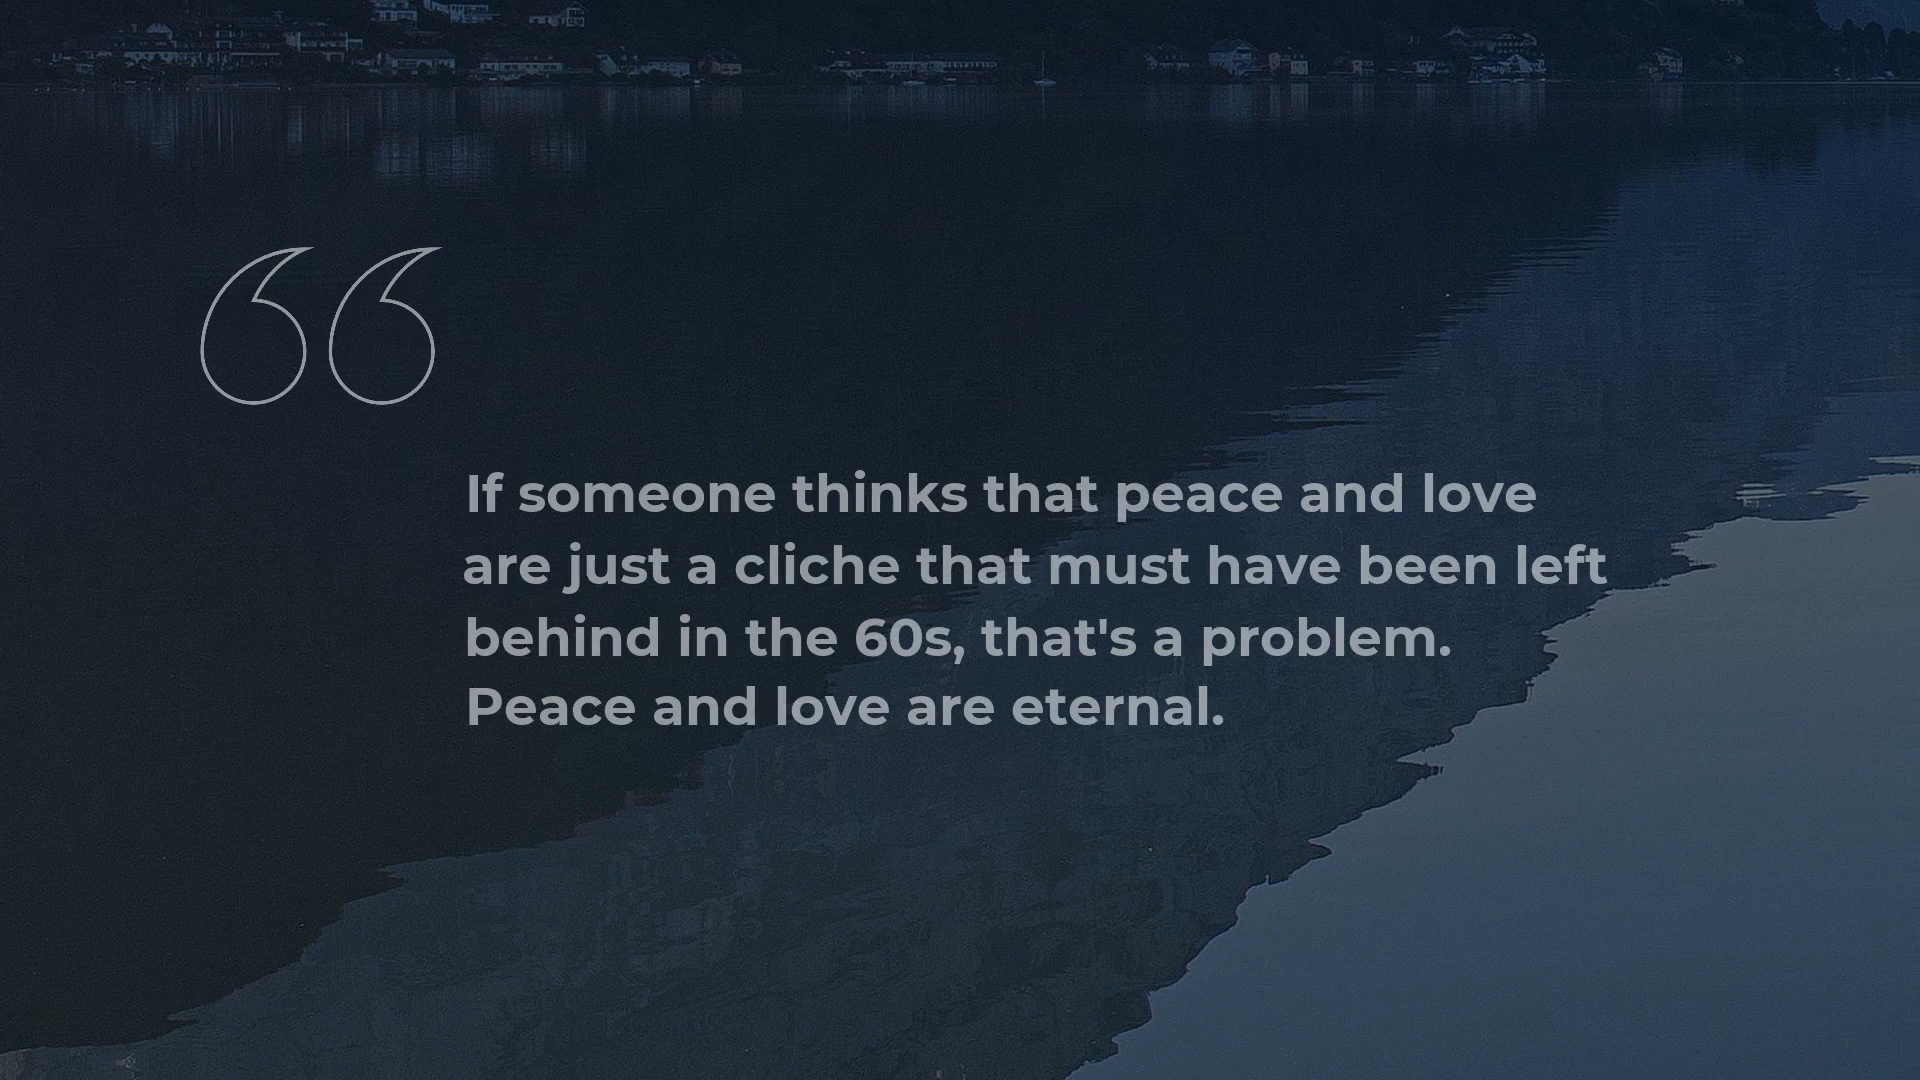 “
If someone thinks that peace and love
are just a cliche that must have been left
behind in the 60s, that's a problem.
Peace and love are eternal.